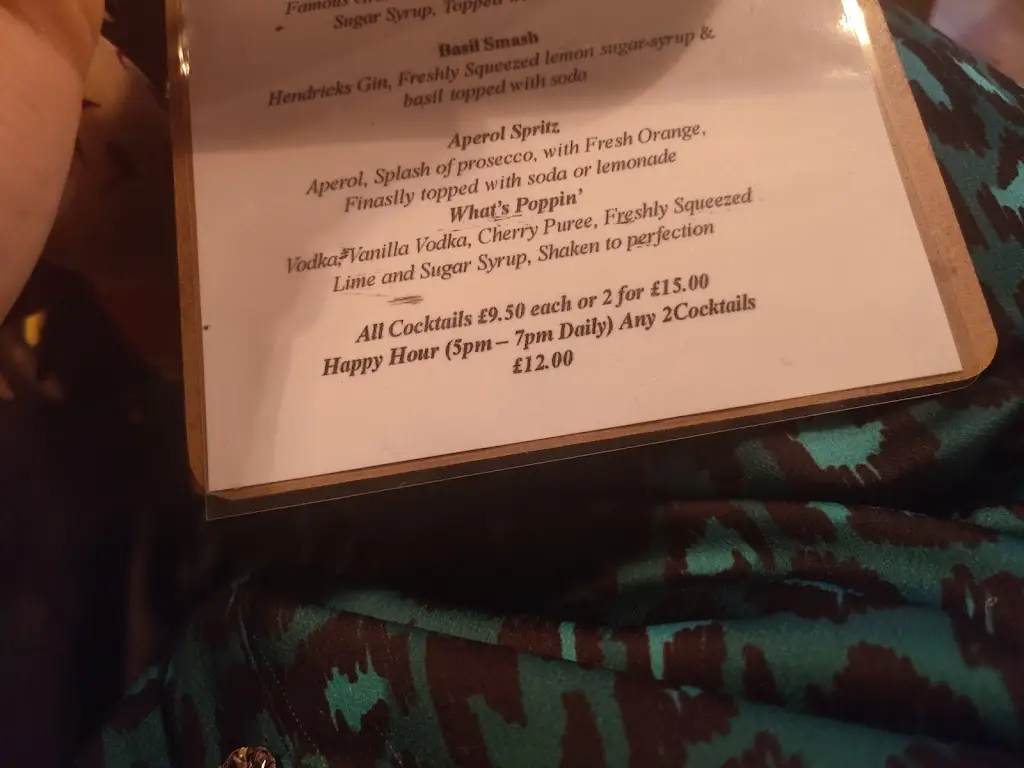 Famous
Sugar Syrup, Topped
Basil Smash
Hendricks Gin, Freshly Squeezed lemon sugar-syrup &
basil topped with soda
Aperol Spritz
Aperol, Splash of prosecco, with Fresh Orange,
Finaslly topped with soda or lemonade
What's Poppin'
Vodka, Vanilla Vodka, Cherry Puree, Freshly Squeezed
Lime and Sugar Syrup, Shaken to perfection
All Cocktails £9.50 each or 2 for £15.00
Happy Hour (5pm – 7pm Daily) Any 2Cocktails
£12.00